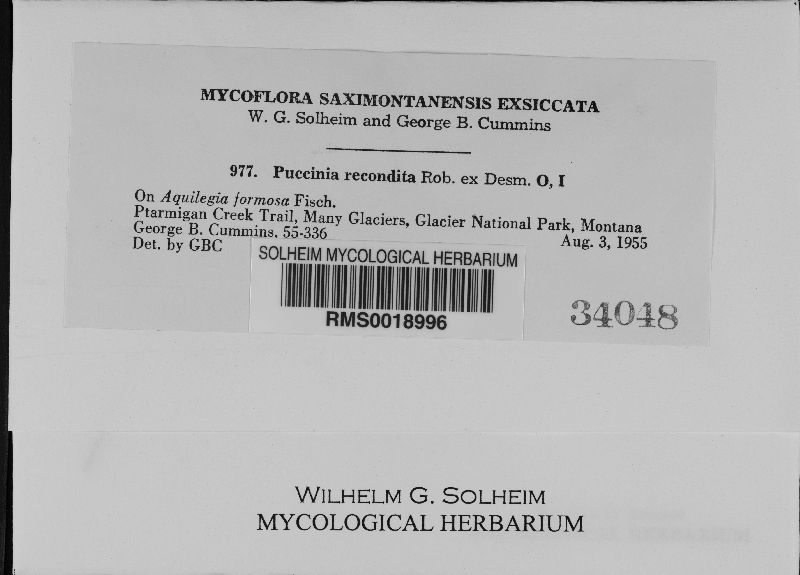 MYCOFLORA SAXIMONTANENSIS EXSICCATA
W. G. Solheim and George B. Cummins
977. Puccinia recondita Rob. ex Desm. O, I
On Aquilegia formosa Fisch.
Ptarmigan Creek Trail, Many Glaciers, Glacier National Park, Montana
George B. Cummins, 55-336 Aug. 3, 1955
Det. by GBC
SOLHEIM MYCOLOGICAL HERBARIUM
RMS0018996
34048
WILHELM G. SOLHEIM
MYCOLOGICAL HERBARIUM